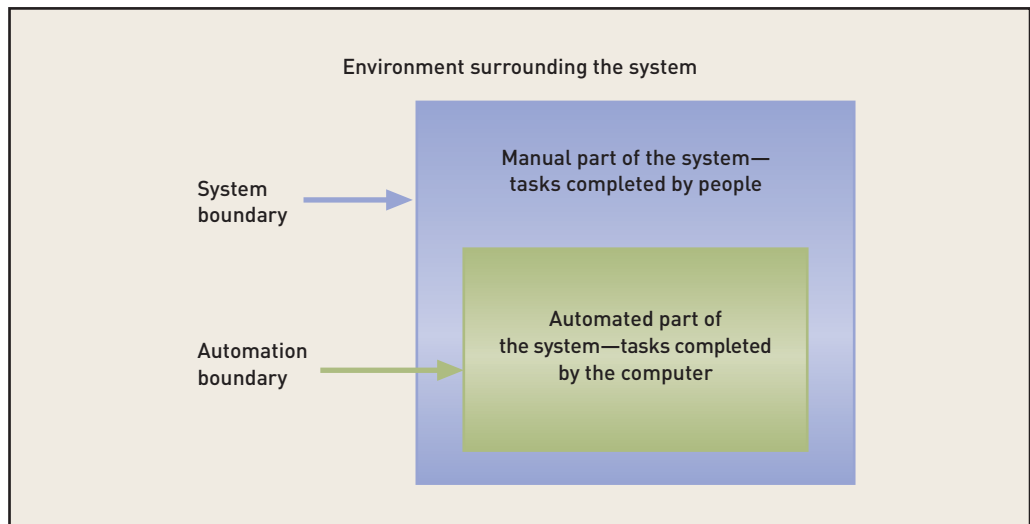 Environment surrounding the system
Manual part of the system—
tasks completed by people
System
boundary
Automated part of
the system—tasks completed
by the computer
Automation
boundary